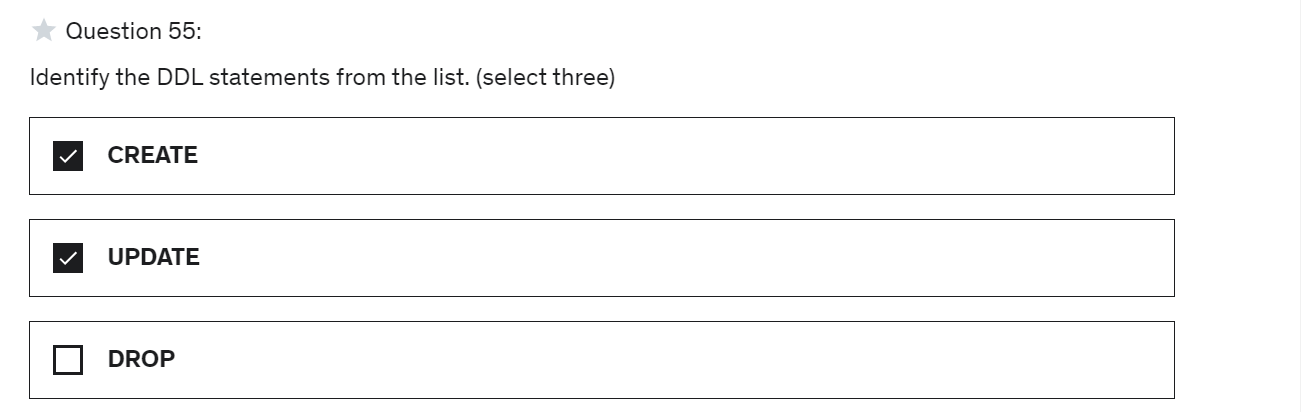 Question 55:
Identify the DDL statements from the list. (select three)
CREATE
UPDATE
DROP